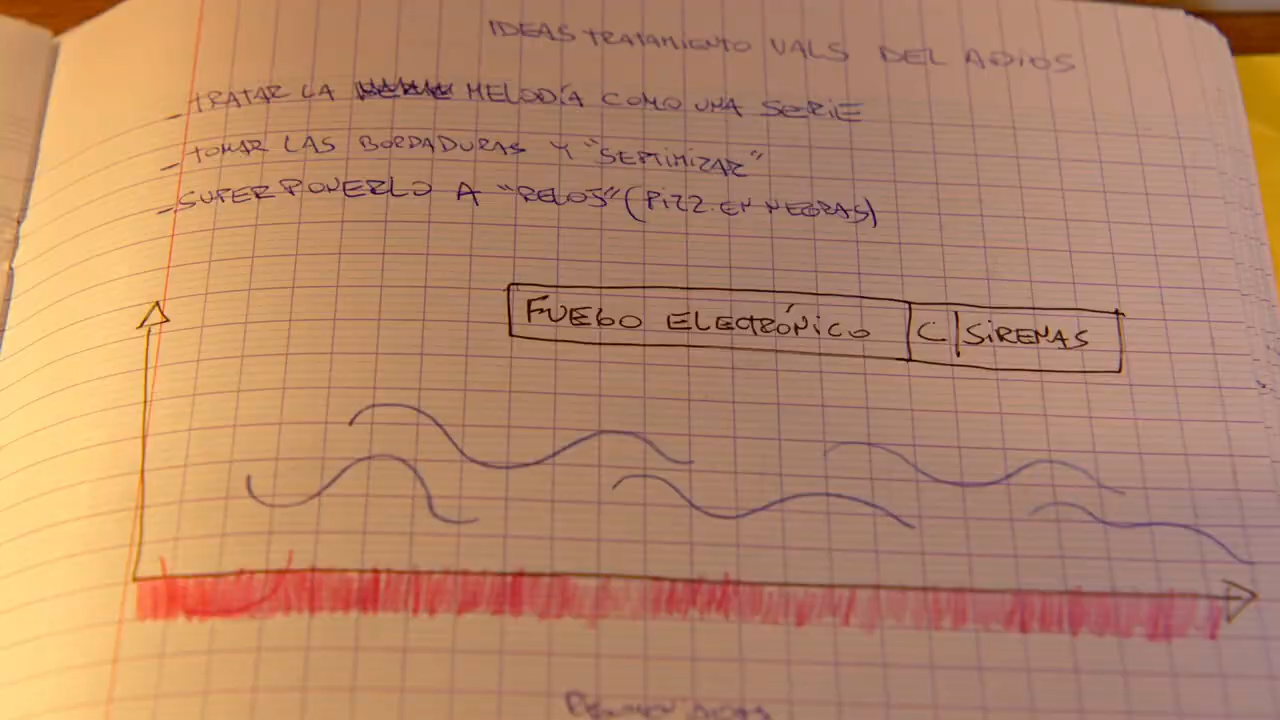 IDEAS TRATAMIENTO VALS DEL ADIOS
- TRATAR LA MELODÍA COMO UNA SERIE
- TOMAR LAS BORDADURAS Y "SEPTIMIZAR"
- SUPERPONERLO A "RELOJ" (PIZZ. EN NEGRAS)
FUEGO ELECTRÓNICO C SIRENAS